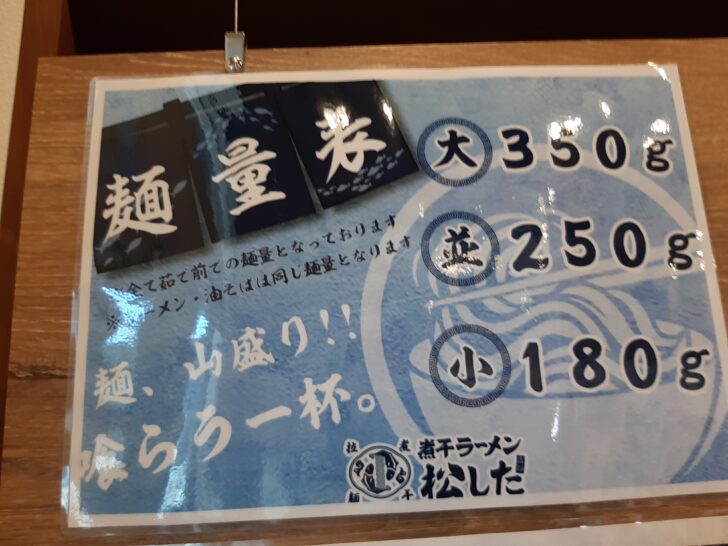 麺量表
※全て茹で前での麺量となっております
※ラーメン・油そばは同じ麺量となります
麺、山盛り!!
喰らう一杯。
大 350g
並 250g
小 180g
煮干ラーメン
松した